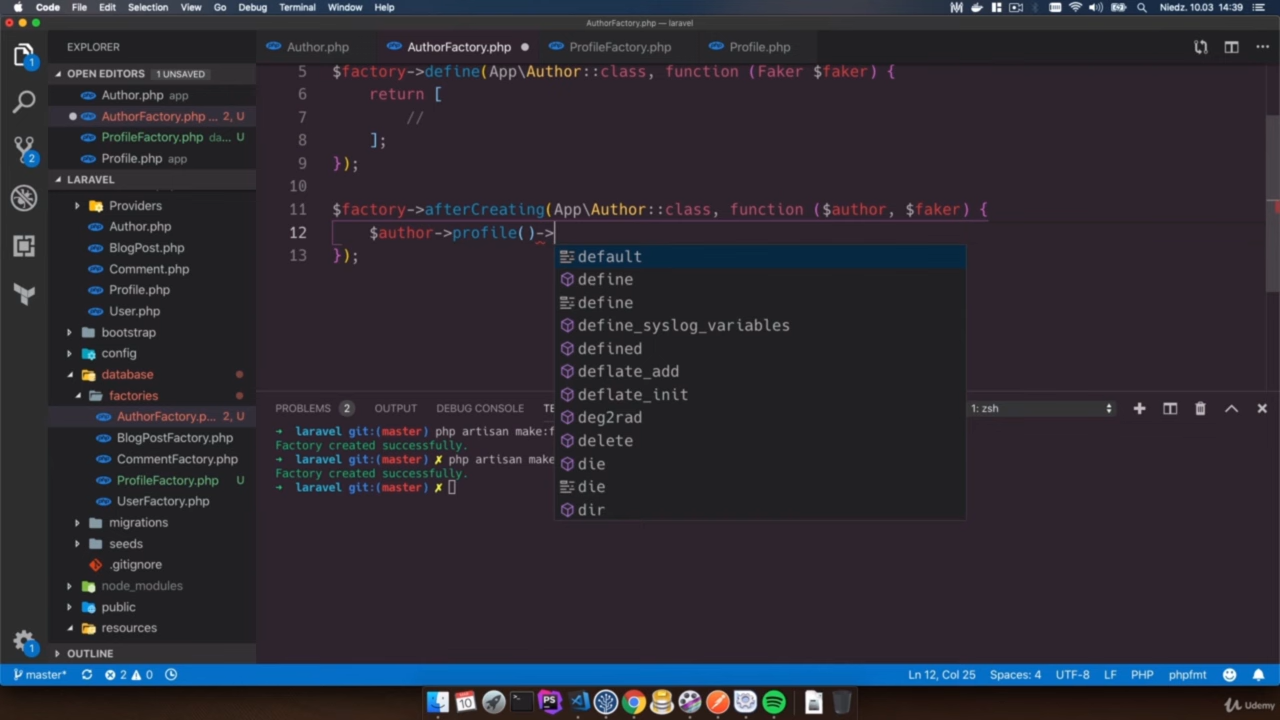 Code File Edit Selection View Go Debug Terminal Window Help Niedz. 10.03 14:39
AuthorFactory.php — laravel
EXPLORER
Author.php AuthorFactory.php ProfileFactory.php Profile.php
OPEN EDITORS 1 UNSAVED
Author.php app
AuthorFactory.php ... 2, U
ProfileFactory.php da... U
Profile.php app
LARAVEL
Providers
Author.php
BlogPost.php
Comment.php
Profile.php
User.php
bootstrap
config
database
factories
AuthorFactory.p... 2, U
BlogPostFactory.php
CommentFactory.php
ProfileFactory.php U
UserFactory.php
migrations
seeds
.gitignore
node_modules
public
resources
OUTLINE
5 $factory->define(App\Author::class, function (Faker $faker) {
6 return [
7 //
8 ];
9 });
10
11 $factory->afterCreating(App\Author::class, function ($author, $faker) {
12 $author->profile()->
13 });
default
define
define
define_syslog_variables
defined
deflate_add
deflate_init
deg2rad
delete
die
die
dir
PROBLEMS 2 OUTPUT DEBUG CONSOLE TE 1: zsh
→ laravel git:(master) php artisan make:f
Factory created successfully.
→ laravel git:(master) ✗ php artisan make
Factory created successfully.
→ laravel git:(master) ✗
1
2
1
master* 2 0 Ln 12, Col 25 Spaces: 4 UTF-8 LF PHP phpfmt
10
PS
Udemy